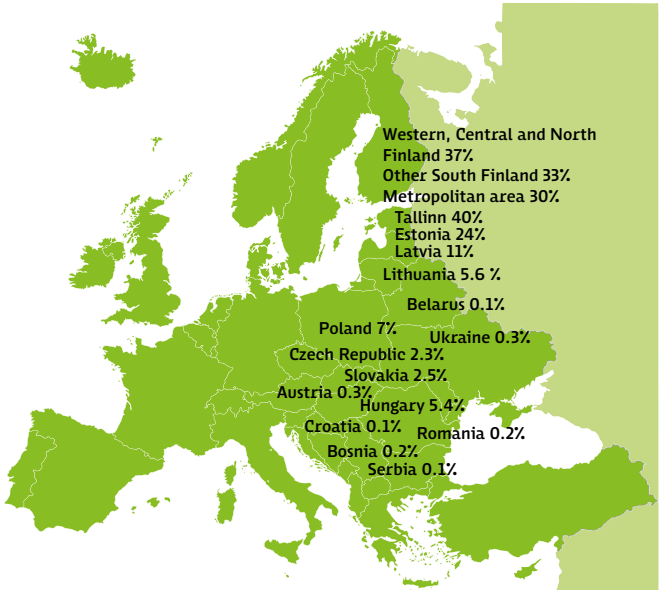 Western, Central and North
Finland 37%
Other South Finland 33%
Metropolitan area 30%
Tallinn 40%
Estonia 24%
Latvia 11%
Lithuania 5.6 %
Belarus 0.1%
Poland 7%
Ukraine 0.3%
Czech Republic 2.3%
Slovakia 2.5%
Austria 0.3%
Hungary 5.4%
Croatia 0.1%
Romania 0.2%
Bosnia 0.2%
Serbia 0.1%